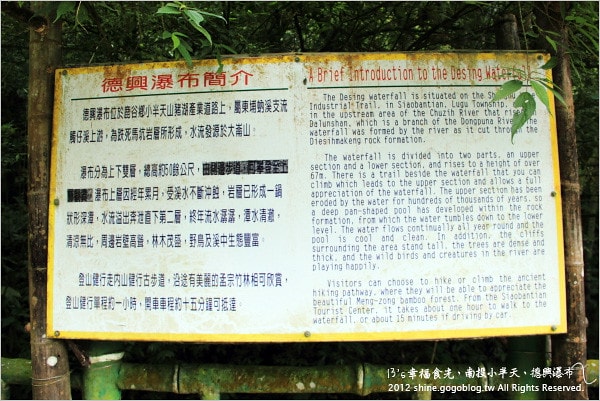 德興瀑布簡介
德興瀑布位於鹿谷鄉小半天山豬湖產業道路上，屬東埔蚋溪支流
鯚仔溪上游，為跌死馬坑岩層所形成，水流發源於大崙山！
瀑布分為上下雙層，總高約50餘公尺，
瀑布上層因經年累月，受溪水不斷沖蝕，岩層已形成一鍋
狀形深潭，水流溢出奔池直下第二層，終年流水潺潺，潭水清澈，
清涼無比，周邊岩壁高聳，林木茂盛，野鳥及溪中生態豐富。
登山健行走內山健行古步道，沿途有美麗的孟宗竹林相可欣賞，
登山健行單程約一小時，開車車程約十五分鐘可抵達。
A Brief Introduction to the Desing Waterfall
The Desing waterfall is situated on the
Industrial Trail, in Siaobantian, Lugu Township,
in the upstream area of the Chuzih River that rises in
Dalunshan, which is a branch of the Dongpuna River. The
waterfall was formed by the river as it cut through the
Diesihmakeng rock formation.
The waterfall is divided into two parts, an upper
section and a lower section, and rises to a height of over
67m. There is a trail beside the waterfall that you can
climb which leads to the upper section and allows a full
appreciation of the waterfall. The upper section has been
eroded by the water for hundreds of thousands of years, so
a deep pan-shaped pool has developed within the rock
formation, from which the water tumbles down to the lower
level. The water flows continually all year round and the
pool is cool and clean. In addition, the cliffs
surrounding the area stand tall, the trees are dense and
thick, and the wild birds and creatures in the river are
playing happily.
Visitors can choose to hike or climb the ancient
hiking pathway, where they will be able to appreciate the
beautiful Meng-zong bamboo forest. From the Siaobantian
Tourist Center, it takes about one hour to walk to the
waterfall, or about 15 minutes if driving by car.
B's幸福食光、南投小半天、德興瀑布
2012 shine.gogoblog.tw All Rights Reserved.